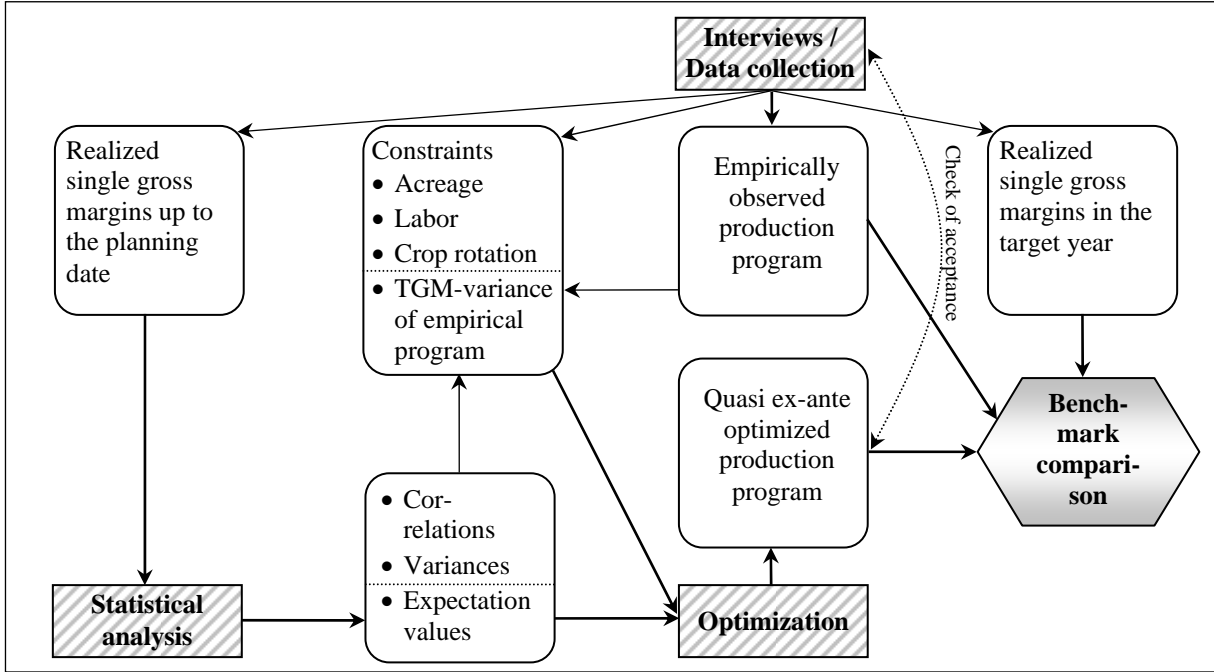 Interviews /
Data collection
Realized
single gross
margins up to
the planning
date
Constraints
• Acreage
• Labor
• Crop rotation
• TGM-variance
of empirical
program
Empirically
observed
production
program
Check of acceptance
Realized
single gross
margins in the
target year
Quasi ex-ante
optimized
production
program
Bench-
mark
compari-
son
• Cor-
relations
• Variances
• Expectation
values
Statistical
analysis
Optimization